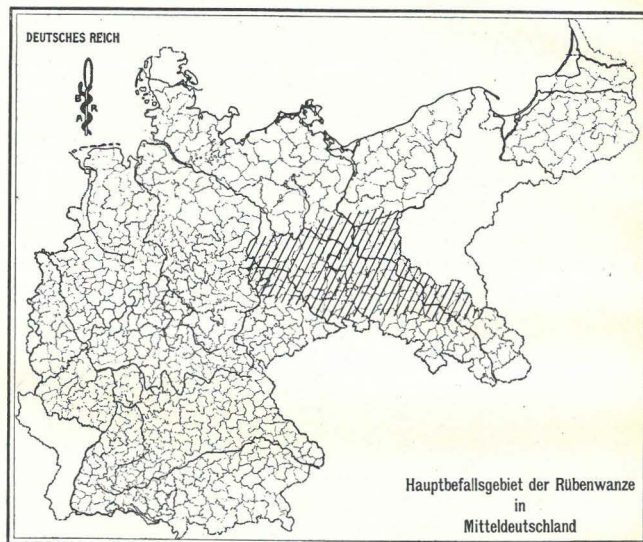 DEUTSCHES REICH
Hauptbefallsgebiet der Rübenwanze
in
Mitteldeutschland